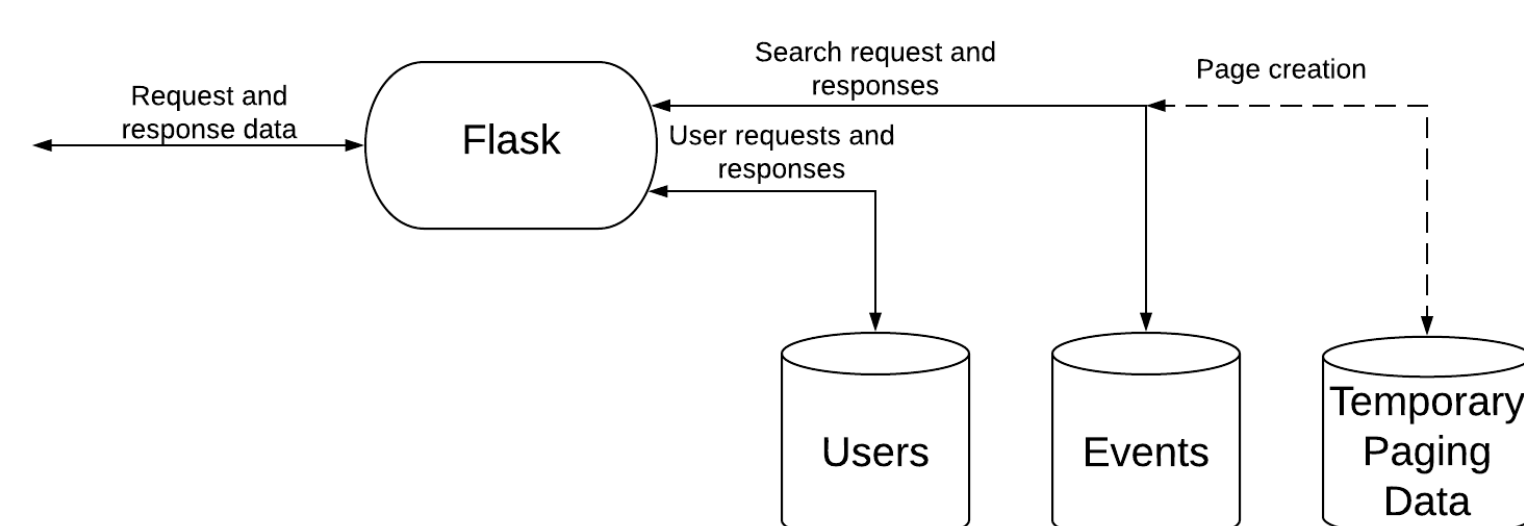 Request and
response data
Flask
Search request and
responses
User requests and
responses
Page creation
Users
Events
Temporary
Paging
Data